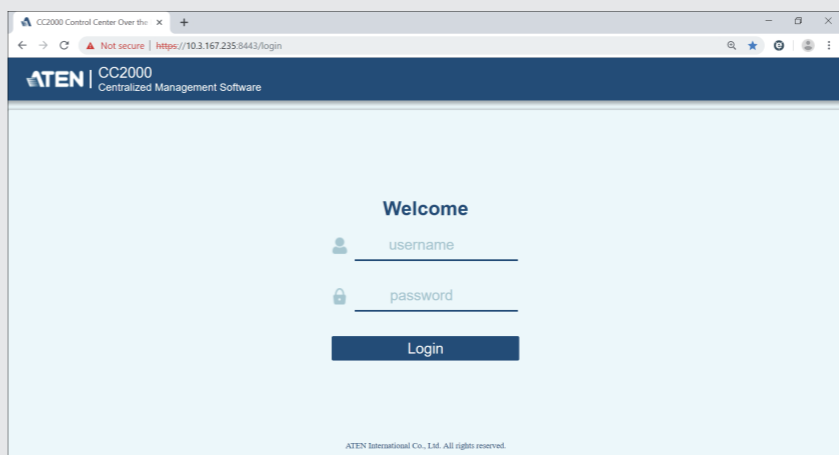 CC2000 Control Center Over the
Not secure | https://10.3.167.235:8443/login
ATEN | CC2000
Centralized Management Software
Welcome
username
password
Login
ATEN International Co., Ltd. All rights reserved.